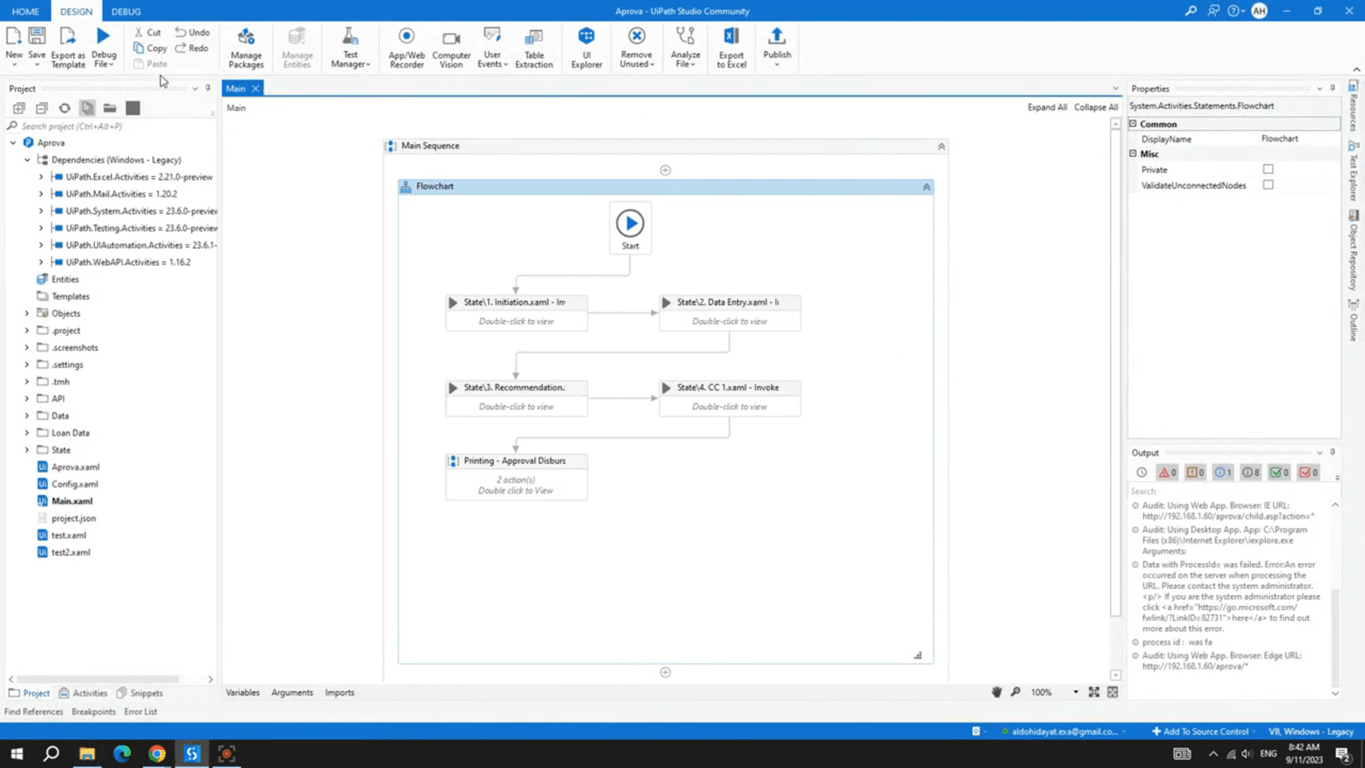 HOME DESIGN DEBUG Aprova - UiPath Studio Community AH
New Save Export as Template Debug File Cut Copy Paste Undo Redo Manage Packages Manage Entities Test Manager App/Web Recorder Computer Vision User Events Table Extraction UI Explorer Remove Unused Analyze File Export to Excel Publish
Project
Search project (Ctrl+Alt+P)
Aprova
Dependencies (Windows - Legacy)
UiPath.Excel.Activities = 2.21.0-preview
UiPath.Mail.Activities = 1.20.2
UiPath.System.Activities = 23.6.0-preview
UiPath.Testing.Activities = 23.6.0-preview
UiPath.UIAutomation.Activities = 23.6.1-
UiPath.WebAPI.Activities = 1.16.2
Entities
Templates
Objects
.project
.screenshots
.settings
.tmh
API
Data
Loan Data
State
Aprova.xaml
Config.xaml
Main.xaml
project.json
test.xaml
test2.xaml
Project Activities Snippets
Find References Breakpoints Error List
Main
Main Expand All Collapse All
Main Sequence
Flowchart
Start
State\1. Initiation.xaml - Inv
Double-click to view
State\2. Data Entry.xaml - I
Double-click to view
State\3. Recommendation.
Double-click to view
State\4. CC 1.xaml - Invoke
Double-click to view
Printing - Approval Disburs
2 action(s)
Double click to View
Variables Arguments Imports 100%
Properties
System.Activities.Statements.Flowchart
Common
DisplayName Flowchart
Misc
Private
ValidateUnconnectedNodes
Resources
Test Explorer
Object Repository
Outline
Output
0 0 1 8 0 0
Search
Audit: Using Web App. Browser: IE URL:
http://192.168.1.60/aprova/child.asp?action=*
Audit: Using Desktop App. App: C:\Program
Files (x86)\Internet Explorer\iexplore.exe
Arguments:
Data with ProcessId= was failed. Error:An error
occurred on the server when processing the
URL. Please contact the system administrator.
<p/> If you are the system administrator please
click <a href="https://go.microsoft.com/
fwlink/?LinkID=82731">here</a> to find out
more about this error.
process id : was fa
Audit: Using Web App. Browser: Edge URL:
http://192.168.1.60/aprova/*
aldohidayat.exa@gmail.co... Add To Source Control VB, Windows - Legacy
ENG 8:42 AM
9/11/2023 2